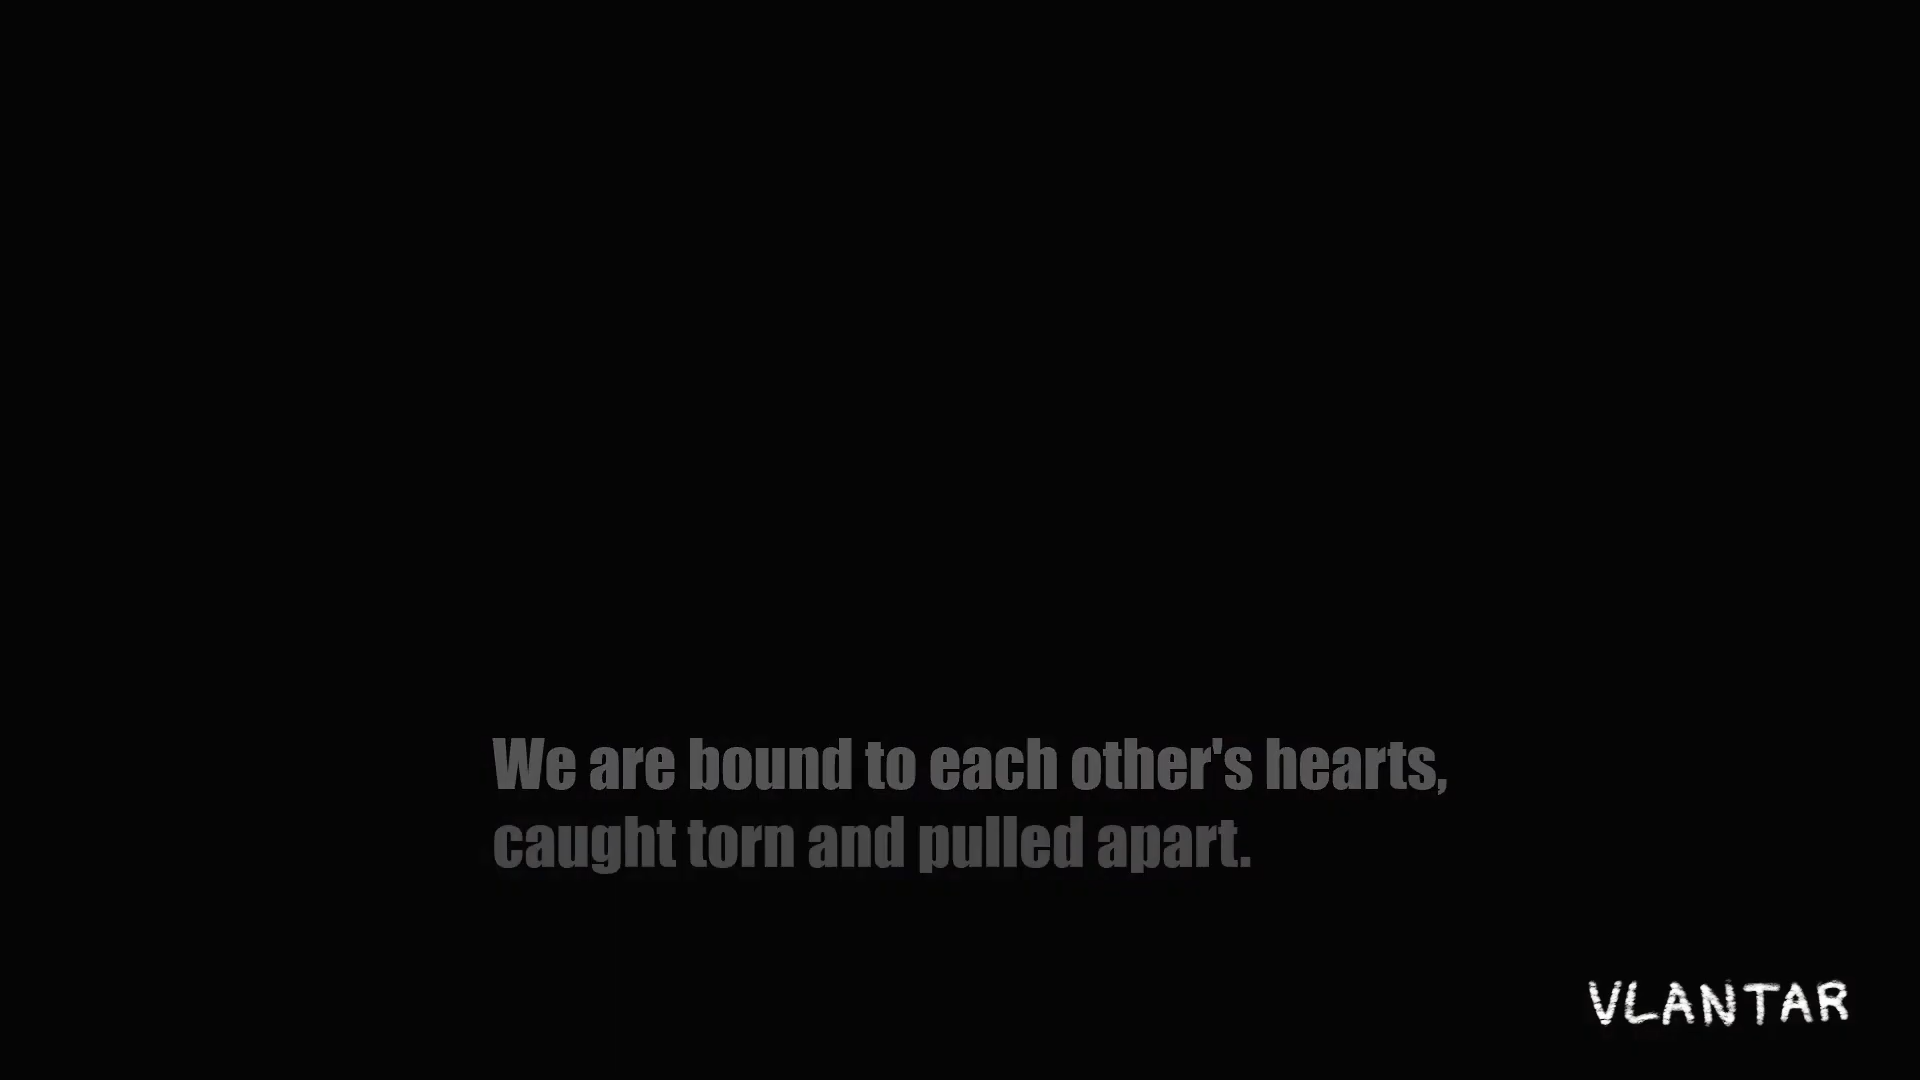 We are bound to each other's hearts,
caught torn and pulled apart.
VLANTAR